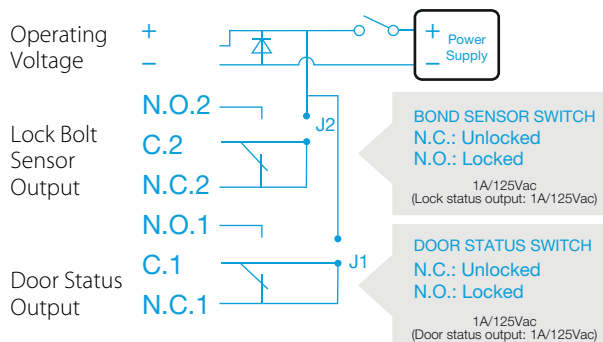 Operating
Voltage
+
–
+
–
Power
Supply
Lock Bolt
Sensor
Output
N.O.2
C.2
N.C.2
J2
BOND SENSOR SWITCH
N.C.: Unlocked
N.O.: Locked
1A/125Vac
(Lock status output: 1A/125Vac)
Door Status
Output
N.O.1
C.1
N.C.1
J1
DOOR STATUS SWITCH
N.C.: Unlocked
N.O.: Locked
1A/125Vac
(Door status output: 1A/125Vac)